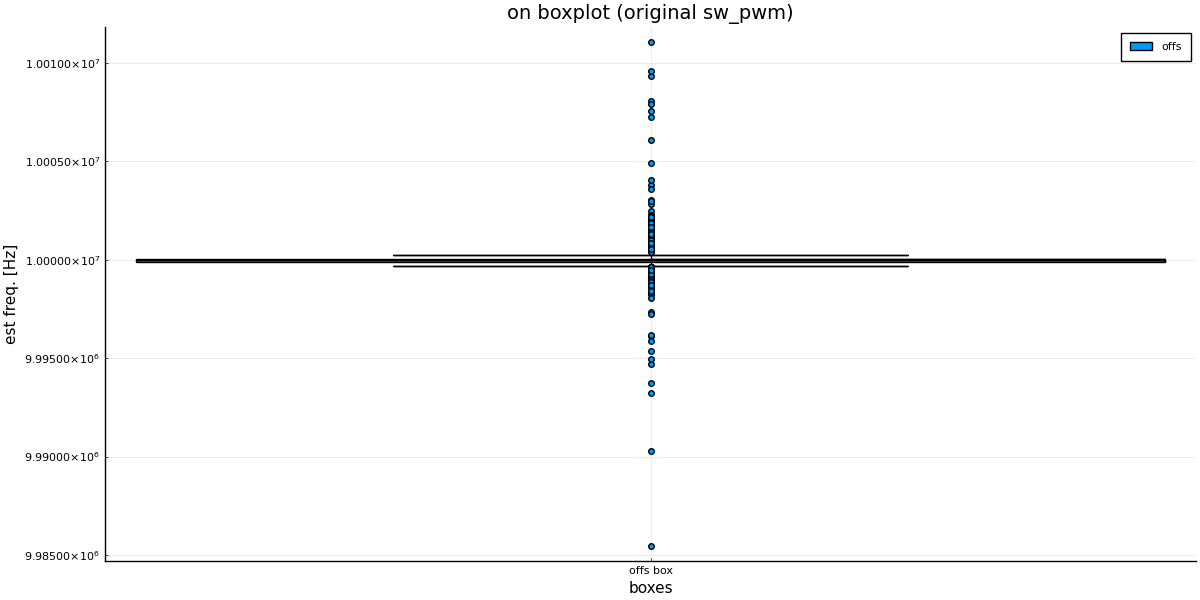 on boxplot (original sw_pwm)
offs
1.00100×10⁷
1.00050×10⁷
1.00000×10⁷
9.99500×10⁶
9.99000×10⁶
9.98500×10⁶
est freq. [Hz]
offs box
boxes